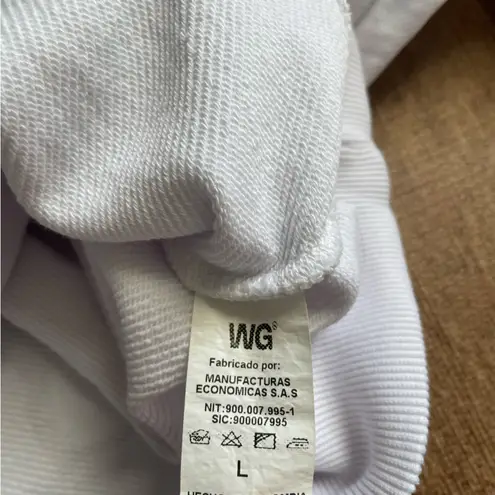 WG®
Fabricado por:
MANUFACTURAS
ECONOMICAS S.A.S
NIT:900.007.995-1
SIC:900007995
L